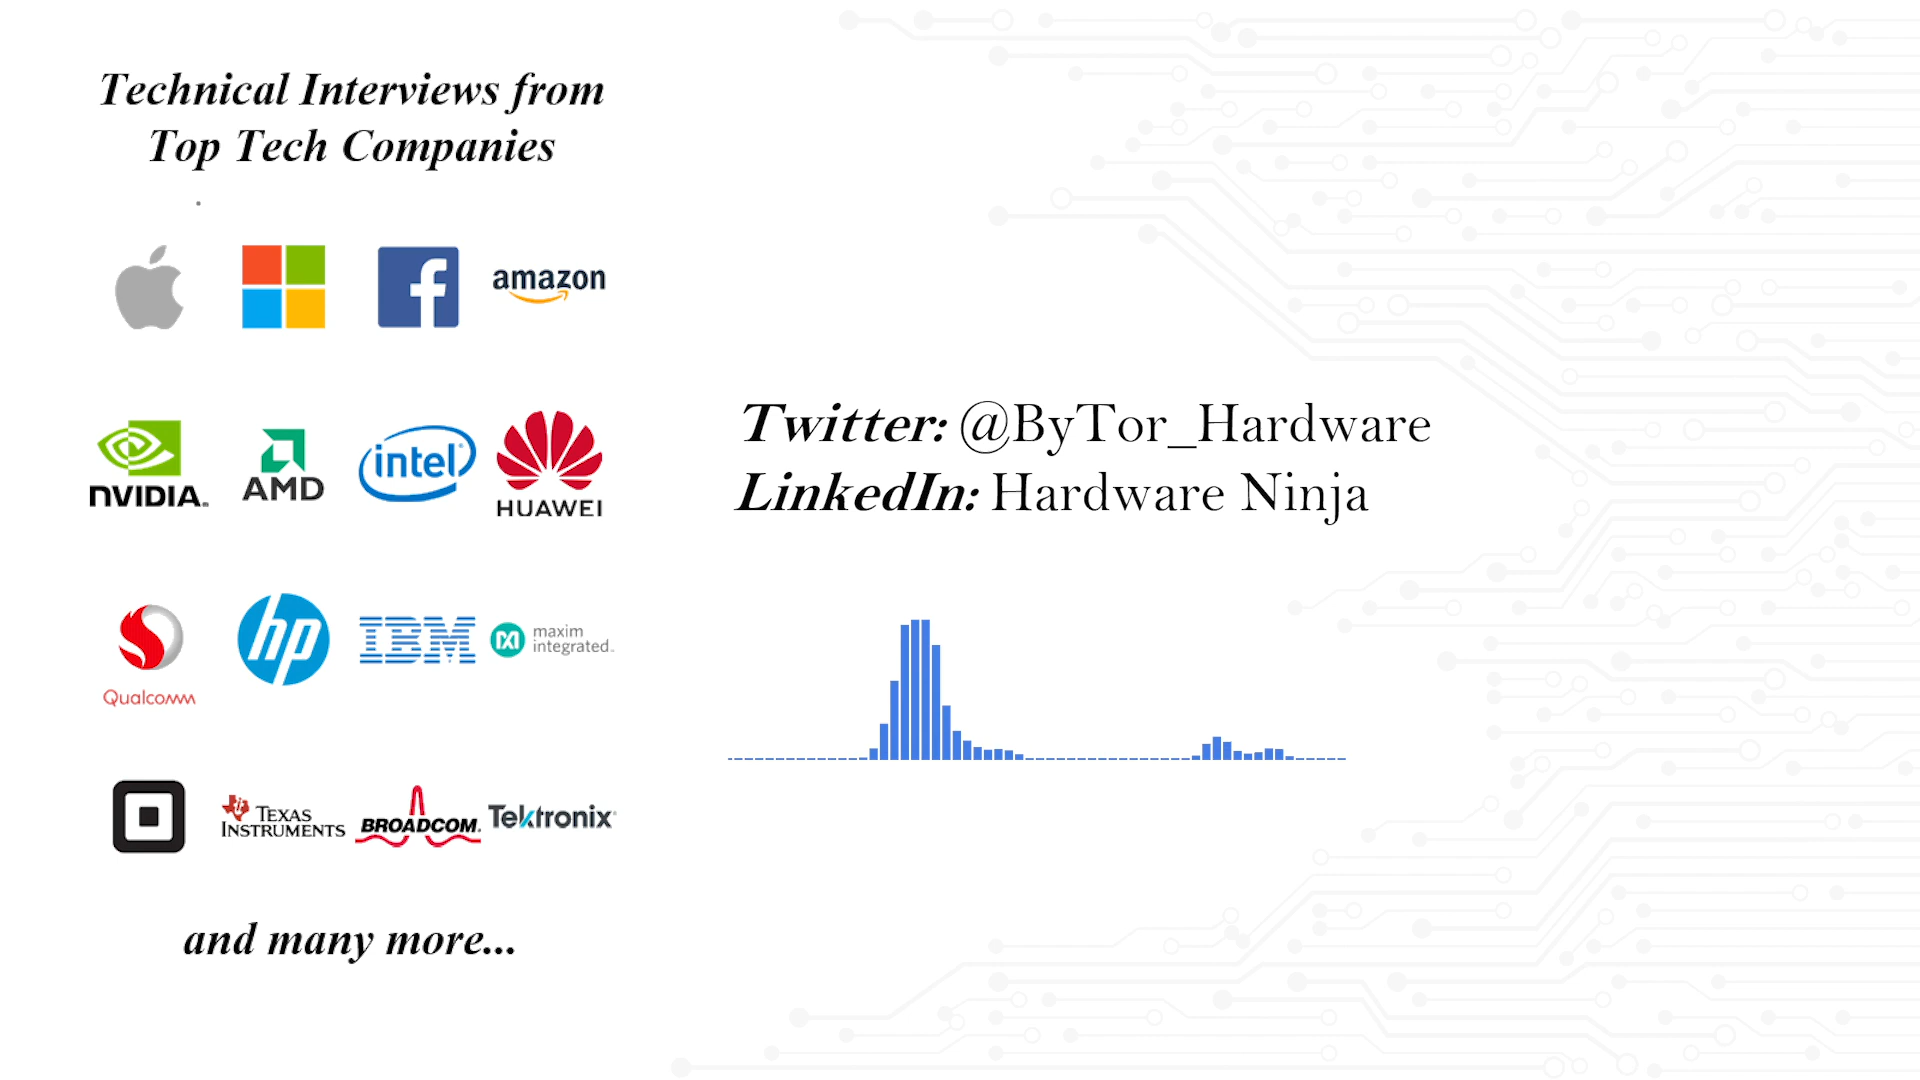 Technical Interviews from
Top Tech Companies
amazon
nVIDIA.
AMD
intel
HUAWEI
Qualcomm
hp
IBM
maxim
integrated™
TEXAS
INSTRUMENTS
BROADCOM.
Tektronix
and many more...
Twitter: @ByTor_Hardware
LinkedIn: Hardware Ninja